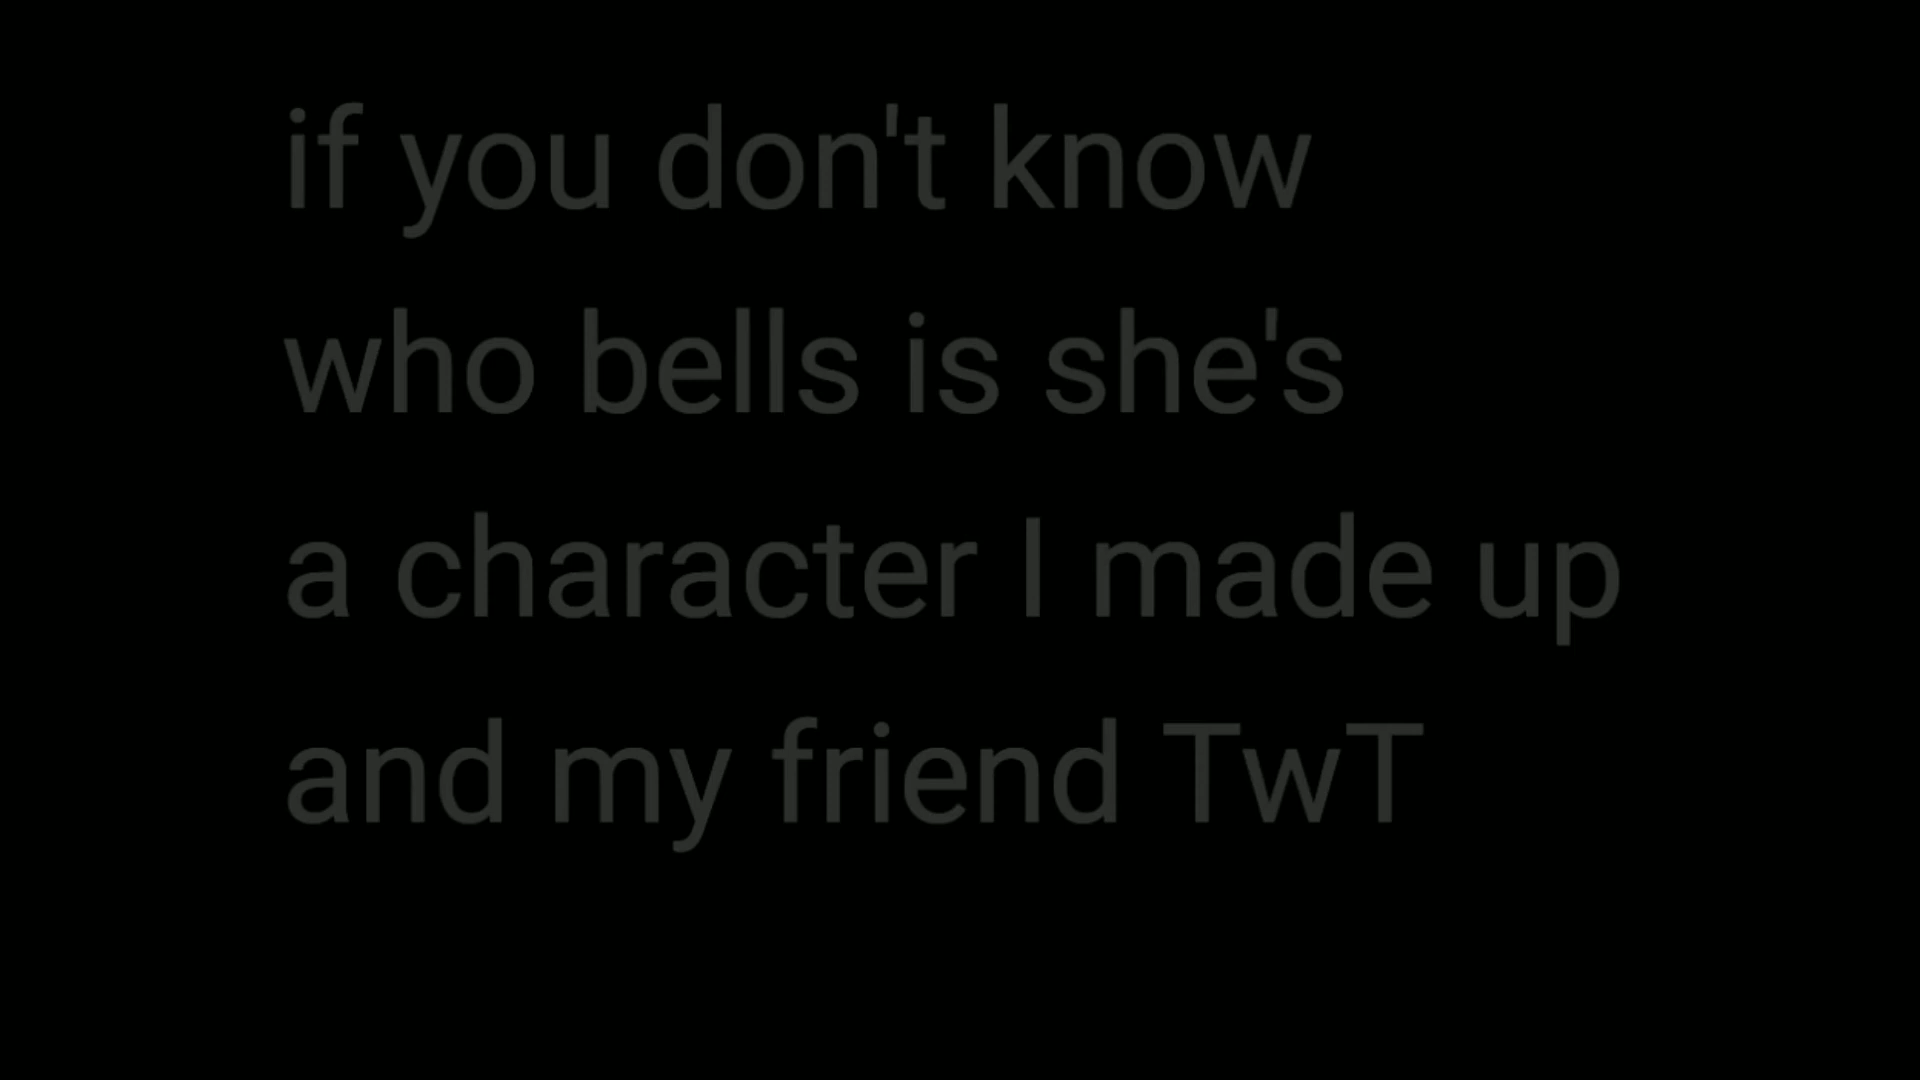 if you don't know
who bells is she's
a character I made up
and my friend TwT